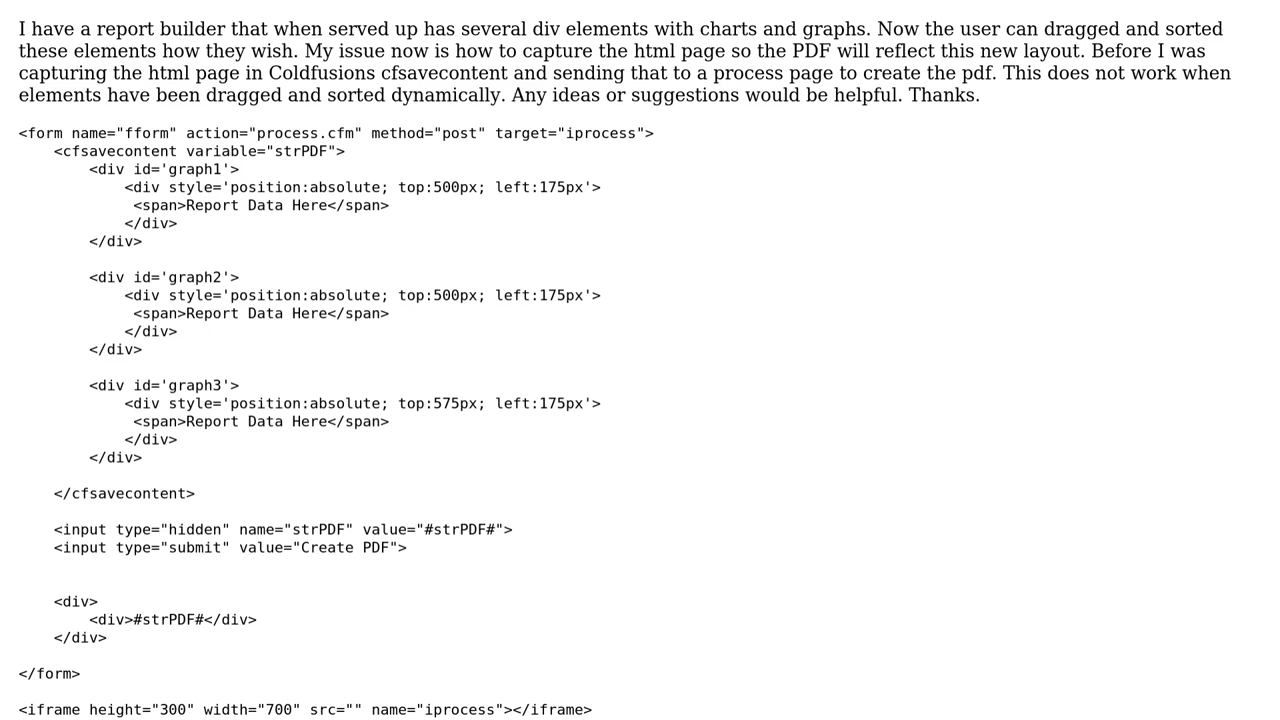 I have a report builder that when served up has several div elements with charts and graphs. Now the user can dragged and sorted
these elements how they wish. My issue now is how to capture the html page so the PDF will reflect this new layout. Before I was
capturing the html page in Coldfusions cfsavecontent and sending that to a process page to create the pdf. This does not work when
elements have been dragged and sorted dynamically. Any ideas or suggestions would be helpful. Thanks.
<form name="fform" action="process.cfm" method="post" target="iprocess">
    <cfsavecontent variable="strPDF">
        <div id='graph1'>
            <div style='position:absolute; top:500px; left:175px'>
             <span>Report Data Here</span>
            </div>
        </div>

        <div id='graph2'>
            <div style='position:absolute; top:500px; left:175px'>
             <span>Report Data Here</span>
            </div>
        </div>

        <div id='graph3'>
            <div style='position:absolute; top:575px; left:175px'>
             <span>Report Data Here</span>
            </div>
        </div>

    </cfsavecontent>

    <input type="hidden" name="strPDF" value="#strPDF#">
    <input type="submit" value="Create PDF">


    <div>
        <div>#strPDF#</div>
    </div>

</form>

<iframe height="300" width="700" src="" name="iprocess"></iframe>